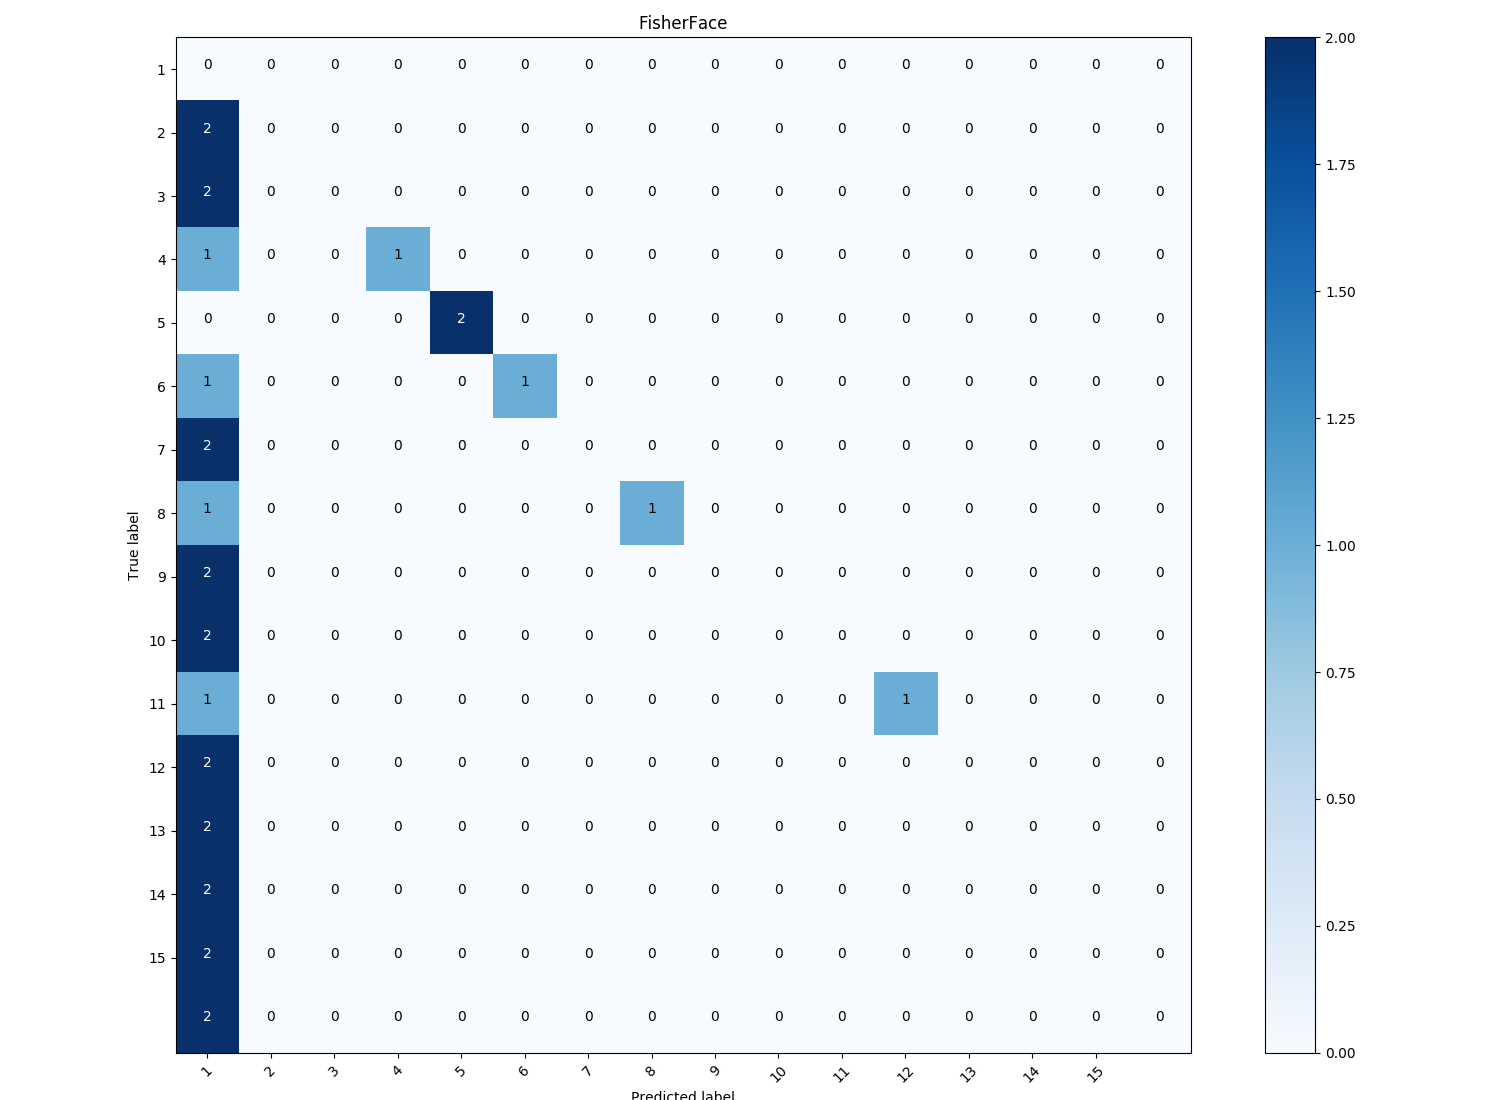 FisherFace
1 0 0 0 0 0 0 0 0 0 0 0 0 0 0 0 0
2 2 0 0 0 0 0 0 0 0 0 0 0 0 0 0 0
3 2 0 0 0 0 0 0 0 0 0 0 0 0 0 0 0
4 1 0 0 1 0 0 0 0 0 0 0 0 0 0 0 0
5 0 0 0 0 2 0 0 0 0 0 0 0 0 0 0 0
6 1 0 0 0 0 1 0 0 0 0 0 0 0 0 0 0
7 2 0 0 0 0 0 0 0 0 0 0 0 0 0 0 0
8 1 0 0 0 0 0 0 1 0 0 0 0 0 0 0 0
9 2 0 0 0 0 0 0 0 0 0 0 0 0 0 0 0
10 2 0 0 0 0 0 0 0 0 0 0 0 0 0 0 0
11 1 0 0 0 0 0 0 0 0 0 0 1 0 0 0 0
12 2 0 0 0 0 0 0 0 0 0 0 0 0 0 0 0
13 2 0 0 0 0 0 0 0 0 0 0 0 0 0 0 0
14 2 0 0 0 0 0 0 0 0 0 0 0 0 0 0 0
15 2 0 0 0 0 0 0 0 0 0 0 0 0 0 0 0
2 0 0 0 0 0 0 0 0 0 0 0 0 0 0 0
1 2 3 4 5 6 7 8 9 10 11 12 13 14 15
True label
Predicted label
2.00
1.75
1.50
1.25
1.00
0.75
0.50
0.25
0.00